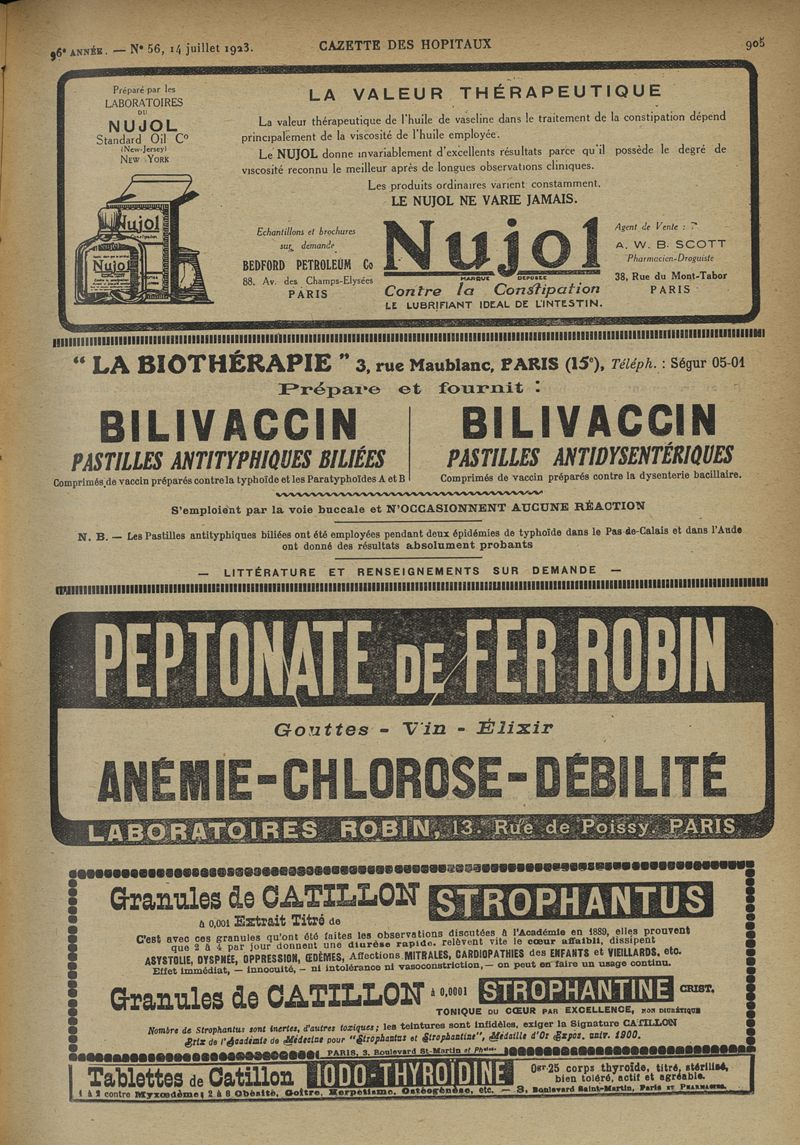 96e ANNÉE. — N° 56, 14 juillet 1923.
GAZETTE DES HOPITAUX
905
Préparé par les
LABORATOIRES
DU
NUJOL
Standard Oil Co
(New-Jersey)
NEW YORK
LA VALEUR THÉRAPEUTIQUE
La valeur thérapeutique de l'huile de vaseline dans le traitement de la constipation dépend
principalement de la viscosité de l'huile employée.
Le NUJOL donne invariablement d'excellents résultats parce qu'il possède le degré de
viscosité reconnu le meilleur après de longues observations cliniques.
Les produits ordinaires varient constamment.
LE NUJOL NE VARIE JAMAIS.
Nujol
Nujol
Echantillons et brochures
sur demande
BEDFORD PETROLEUM Co
88, Av. des Champs-Elysées
PARIS
Nujol
MARQUE DÉPOSÉE
Contre la Constipation
LE LUBRIFIANT IDEAL DE L'INTESTIN.
Agent de Vente :
A. W. B. SCOTT
Pharmacien-Droguiste
38, Rue du Mont-Tabor
PARIS
“ LA BIOTHÉRAPIE ” 3, rue Maublanc, PARIS (15e), Téléph. : Ségur 05-01
Prépare et fournit :
BILIVACCIN
PASTILLES ANTITYPHIQUES BILIÉES
Comprimés de vaccin préparés contre la typhoïde et les Paratyphoïdes A et B
BILIVACCIN
PASTILLES ANTIDYSENTÉRIQUES
Comprimés de vaccin préparés contre la dysenterie bacillaire.
S'emploient par la voie buccale et N'OCCASIONNENT AUCUNE RÉACTION
N. B. — Les Pastilles antityphiques biliées ont été employées pendant deux épidémies de typhoïde dans le Pas-de-Calais et dans l'Aude
ont donné des résultats absolument probants
— LITTÉRATURE ET RENSEIGNEMENTS SUR DEMANDE —
PEPTONATE DE FER ROBIN
Gouttes - Vin - Élixir
ANÉMIE-CHLOROSE-DÉBILITÉ
LABORATOIRES ROBIN, 13. Rue de Poissy. PARIS
Granules de CATILLON STROPHANTUS
à 0,001 Extrait Titré de
C'est avec ces granules qu'ont été faites les observations discutées à l'Académie en 1889, elles prouvent
que 2 à 4 par jour donnent une diurèse rapide, relèvent vite le cœur affaibli, dissipent
ASYSTOLIE, DYSPNÉE, OPPRESSION, ŒDÈMES, Affections MITRALES, CARDIOPATHIES des ENFANTS et VIEILLARDS, etc.
Effet immédiat, — innocuité, — ni intolérance ni vasoconstriction, — on peut en faire un usage continu.
Granules de CATILLON à 0,0001 STROPHANTINE CRIST.
TONIQUE DU CŒUR PAR EXCELLENCE, NON DIURÉTIQUE
Nombre de Strophantus sont inertes, d'autres toxiques; les teintures sont infidèles, exiger la Signature CATILLON
Prix de l'Académie de Médecine pour "Strophantus et Strophantine", Médaille d'Or Expos. univ. 1900.
PARIS, 3, Boulevard St-Martin et Phies
Tablettes de Catillon IODO-THYROÏDINE
0gr25 corps thyroïde, titré, stérilisé,
bien toléré, actif et agréable.
1 à 2 contre Myxœdème; 2 à 8 Obésité, Goitre, Herpétisme, Ostéogénèse, etc. — 3, Boulevard Saint-Martin, Paris ET PHARMACIES.